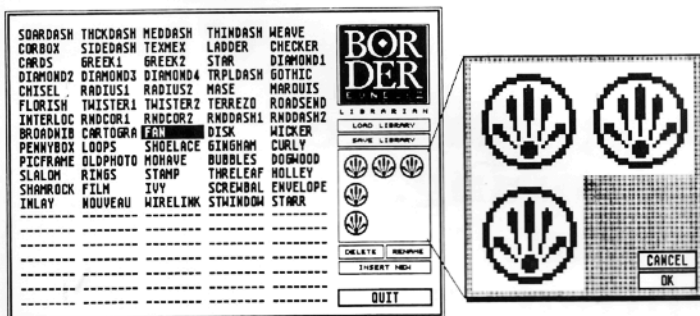 SQARDASH THCKDASH MEDDASH THINDASH WEAVE
CORBOX SIDEDASH TEXMEX LADDER CHECKER
CARDS GREEK1 GREEK2 STAR DIAMOND1
DIAMOND2 DIAMOND3 DIAMOND4 TRPLDASH GOTHIC
CHISEL RADIUS1 RADIUS2 MASE MARQUIS
FLORISH TWISTER1 TWISTER2 TERREZO ROADSEND
INTERLOC RNDCOR1 RNDCOR2 RNDDASH1 RNDDASH2
BROADNIB CARTOGRA FAN DISK WICKER
PENNYBOX LOOPS SHOELACE GINGHAM CURLY
PICFRAME OLDPHOTO MOHAVE BUBBLES DOGWOOD
SLALOM RINGS STAMP THRELEAF HOLLEY
SHAMROCK FILM IVY SCREWBAL ENVELOPE
INLAY NOUVEAU WIRELINK STWINDOW STARR
BOR
DER
LIBRARIAN
LOAD LIBRARY
SAVE LIBRARY
DELETE RENAME
INSERT NEW
QUIT
CANCEL
OK